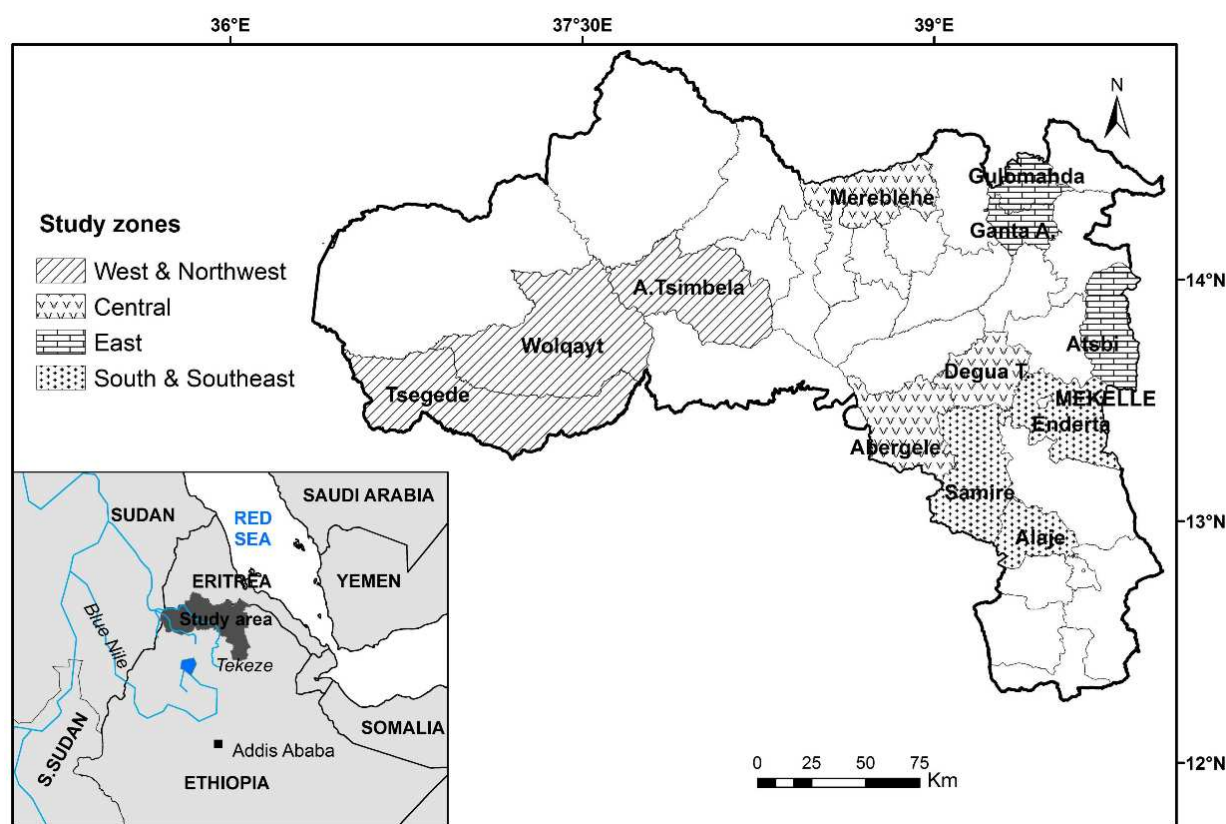 36°E
37°30'E
39°E
N
14°N
13°N
12°N
Study zones
West & Northwest
Central
East
South & Southeast
Gulomahda
Mereblehe
Ganta A.
A.Tsimbela
Wolqayt
Atsbi
Degua T.
Tsegede
MEKELLE
Enderta
Abergele
Samire
Alaje
SAUDI ARABIA
SUDAN
RED
SEA
ERITREA
YEMEN
Study area
Blue Nile
Tekeze
SOMALIA
S.SUDAN
Addis Ababa
ETHIOPIA
0 25 50 75
Km